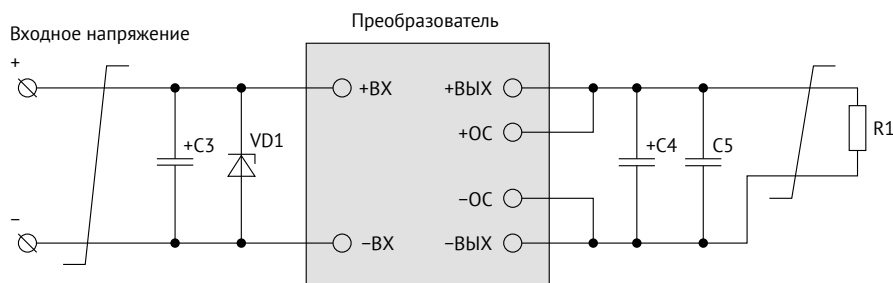 Преобразователь
Входное напряжение
+
+ВХ
+ВЫХ
+ОС
+C3
VD1
+C4
C5
R1
−ОС
−
−ВХ
−ВЫХ